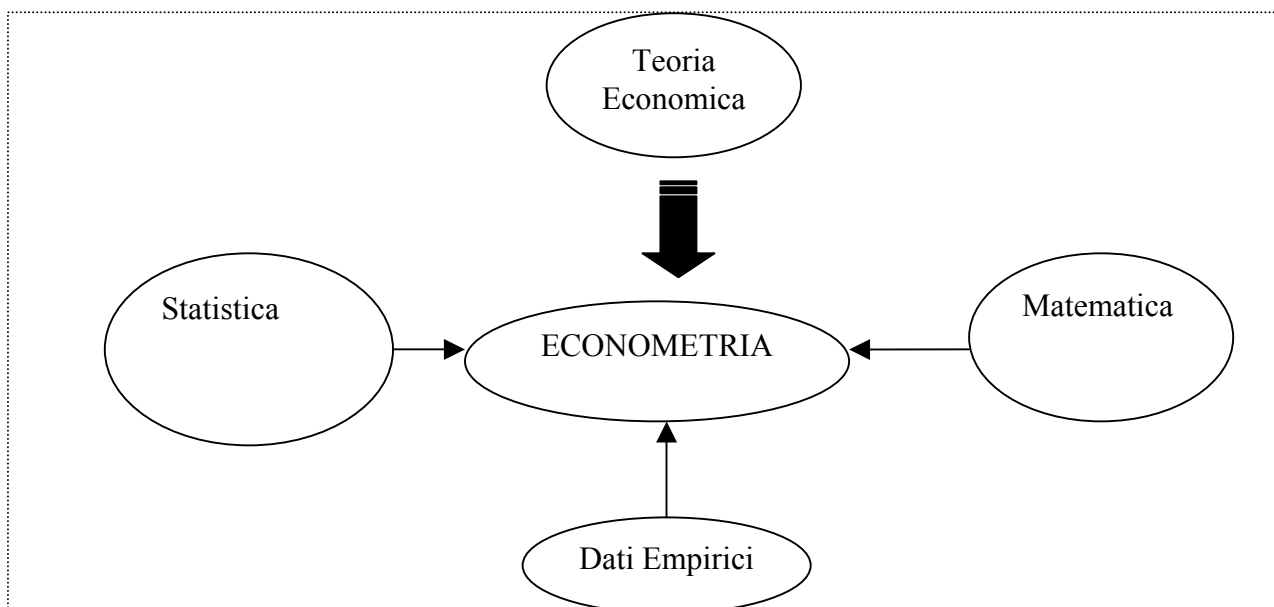 Teoria
Economica
Statistica
Matematica
ECONOMETRIA
Dati Empirici